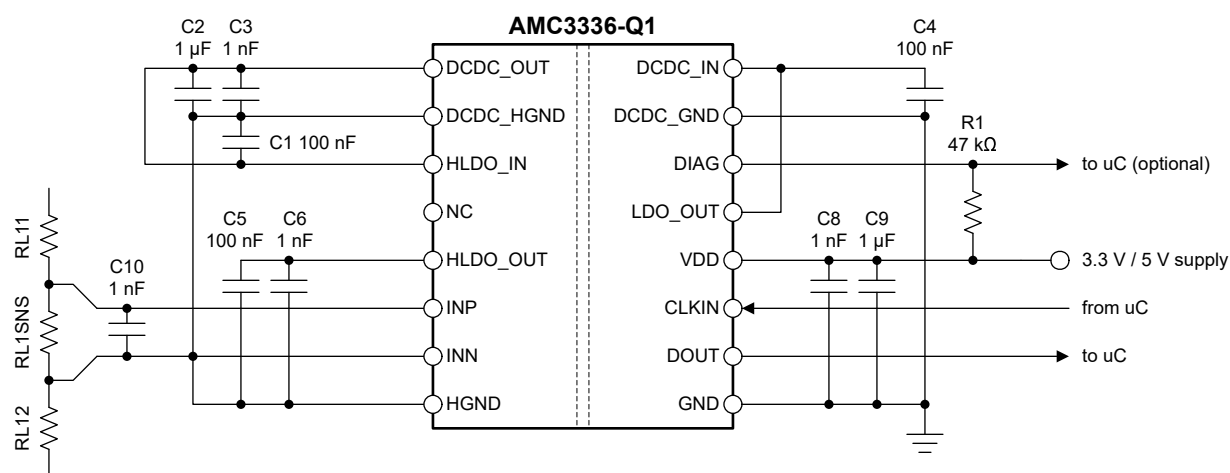 AMC3336-Q1
C2
1 µF
C3
1 nF
C1 100 nF
DCDC_OUT
DCDC_HGND
HLDO_IN
NC
HLDO_OUT
INP
INN
HGND
C5
100 nF
C6
1 nF
C10
1 nF
RL11
RL1SNS
RL12
DCDC_IN
DCDC_GND
DIAG
LDO_OUT
VDD
CLKIN
DOUT
GND
C4
100 nF
R1
47 kΩ
C8
1 nF
C9
1 µF
to uC (optional)
3.3 V / 5 V supply
from uC
to uC